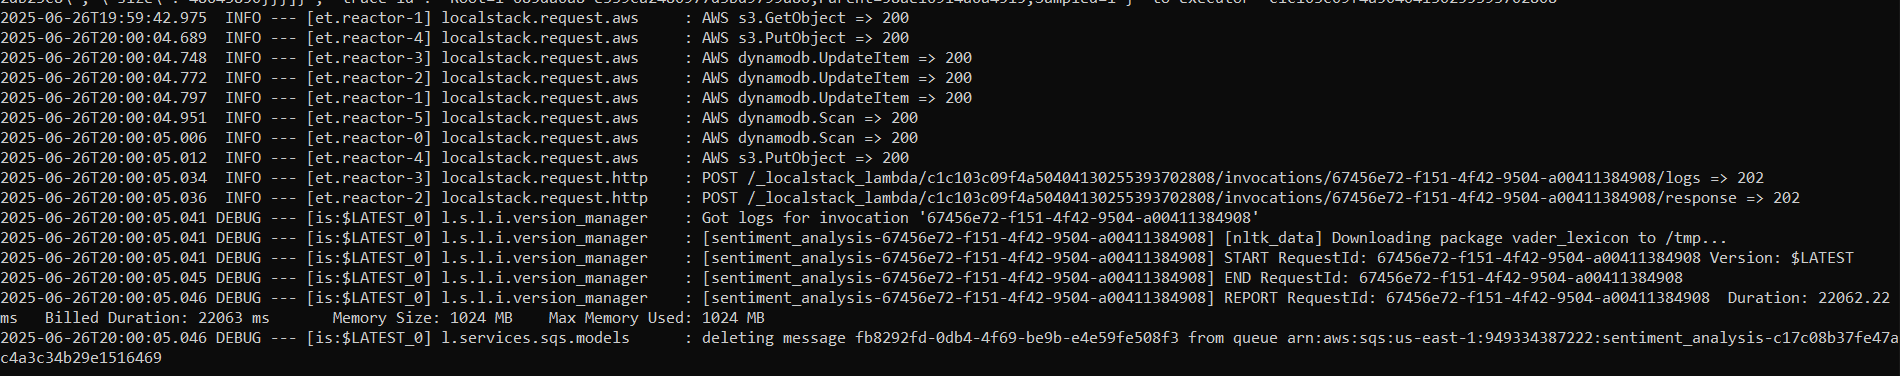 2025-06-26T19:59:42.975  INFO --- [et.reactor-1] localstack.request.aws     : AWS s3.GetObject => 200
2025-06-26T20:00:04.689  INFO --- [et.reactor-4] localstack.request.aws     : AWS s3.PutObject => 200
2025-06-26T20:00:04.748  INFO --- [et.reactor-3] localstack.request.aws     : AWS dynamodb.UpdateItem => 200
2025-06-26T20:00:04.772  INFO --- [et.reactor-2] localstack.request.aws     : AWS dynamodb.UpdateItem => 200
2025-06-26T20:00:04.797  INFO --- [et.reactor-1] localstack.request.aws     : AWS dynamodb.UpdateItem => 200
2025-06-26T20:00:04.951  INFO --- [et.reactor-5] localstack.request.aws     : AWS dynamodb.Scan => 200
2025-06-26T20:00:05.006  INFO --- [et.reactor-0] localstack.request.aws     : AWS dynamodb.Scan => 200
2025-06-26T20:00:05.012  INFO --- [et.reactor-4] localstack.request.aws     : AWS s3.PutObject => 200
2025-06-26T20:00:05.034  INFO --- [et.reactor-3] localstack.request.http    : POST /_localstack_lambda/c1c103c09f4a50404130255393702808/invocations/67456e72-f151-4f42-9504-a00411384908/logs => 202
2025-06-26T20:00:05.036  INFO --- [et.reactor-2] localstack.request.http    : POST /_localstack_lambda/c1c103c09f4a50404130255393702808/invocations/67456e72-f151-4f42-9504-a00411384908/response => 202
2025-06-26T20:00:05.041 DEBUG --- [is:$LATEST_0] l.s.l.i.version_manager    : Got logs for invocation '67456e72-f151-4f42-9504-a00411384908'
2025-06-26T20:00:05.041 DEBUG --- [is:$LATEST_0] l.s.l.i.version_manager    : [sentiment_analysis-67456e72-f151-4f42-9504-a00411384908] [nltk_data] Downloading package vader_lexicon to /tmp...
2025-06-26T20:00:05.041 DEBUG --- [is:$LATEST_0] l.s.l.i.version_manager    : [sentiment_analysis-67456e72-f151-4f42-9504-a00411384908] START RequestId: 67456e72-f151-4f42-9504-a00411384908 Version: $LATEST
2025-06-26T20:00:05.045 DEBUG --- [is:$LATEST_0] l.s.l.i.version_manager    : [sentiment_analysis-67456e72-f151-4f42-9504-a00411384908] END RequestId: 67456e72-f151-4f42-9504-a00411384908
2025-06-26T20:00:05.046 DEBUG --- [is:$LATEST_0] l.s.l.i.version_manager    : [sentiment_analysis-67456e72-f151-4f42-9504-a00411384908] REPORT RequestId: 67456e72-f151-4f42-9504-a00411384908  Duration: 22062.22
ms   Billed Duration: 22063 ms       Memory Size: 1024 MB    Max Memory Used: 1024 MB
2025-06-26T20:00:05.046 DEBUG --- [is:$LATEST_0] l.services.sqs.models      : deleting message fb8292fd-0db4-4f69-be9b-e4e59fe508f3 from queue arn:aws:sqs:us-east-1:949334387222:sentiment_analysis-c17c08b37fe47a
c4a3c34b29e1516469